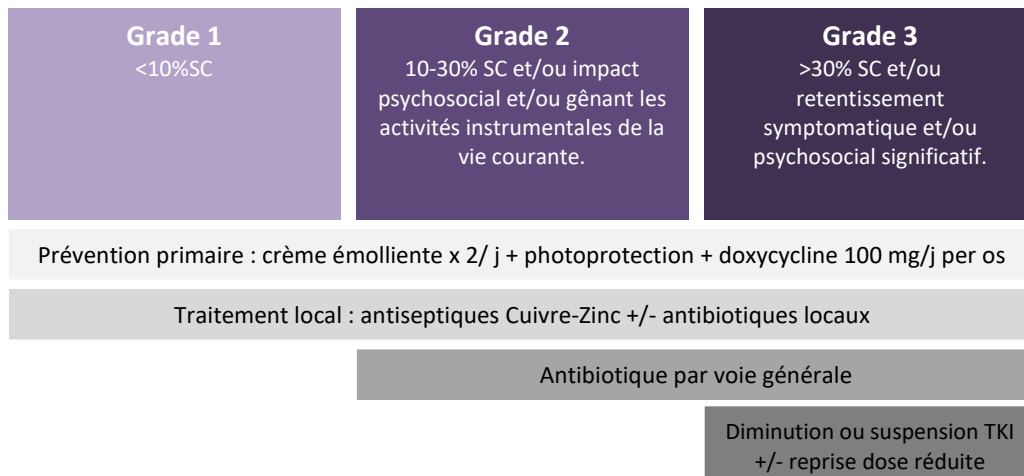 Grade 1
<10%SC
Grade 2
10-30% SC et/ou impact
psychosocial et/ou gênant les
activités instrumentales de la
vie courante.
Grade 3
>30% SC et/ou
retentissement
symptomatique et/ou
psychosocial significatif.
Prévention primaire : crème émolliente x 2/ j + photoprotection + doxycycline 100 mg/j per os
Traitement local : antiseptiques Cuivre-Zinc +/- antibiotiques locaux
Antibiotique par voie générale
Diminution ou suspension TKI
+/- reprise dose réduite